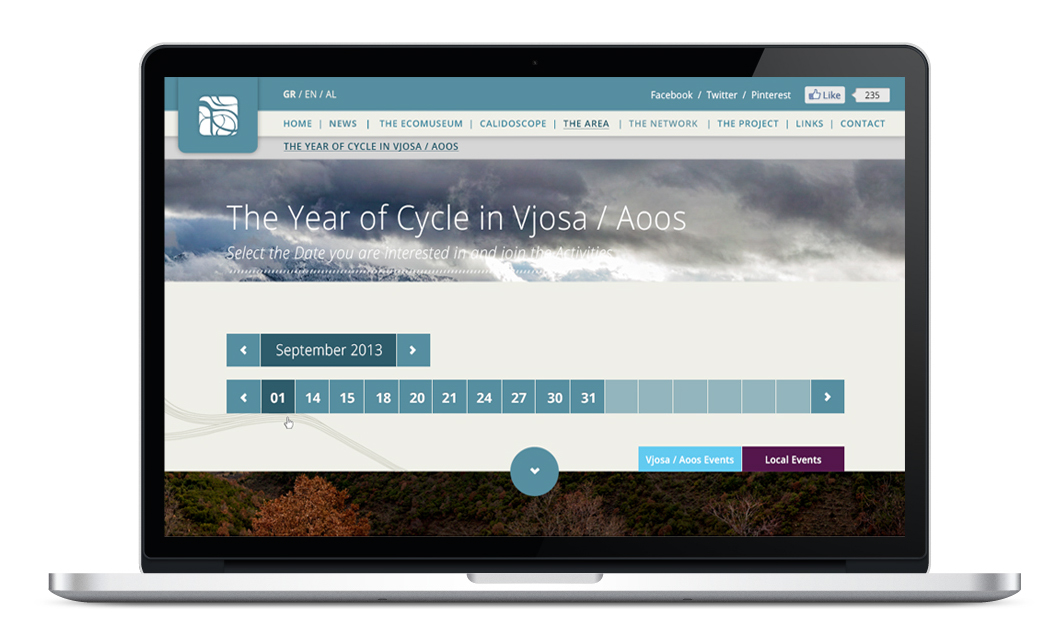 GR / EN / AL
Facebook / Twitter / Pinterest Like 235
HOME | NEWS | THE ECOMUSEUM | CALIDOSCOPE | THE AREA | THE NETWORK | THE PROJECT | LINKS | CONTACT
THE YEAR OF CYCLE IN VJOSA / AOOS
The Year of Cycle in Vjosa / Aoos
Select the Date you are interested in and join the Activities
September 2013
01 14 15 18 20 21 24 27 30 31
Vjosa / Aoos Events Local Events